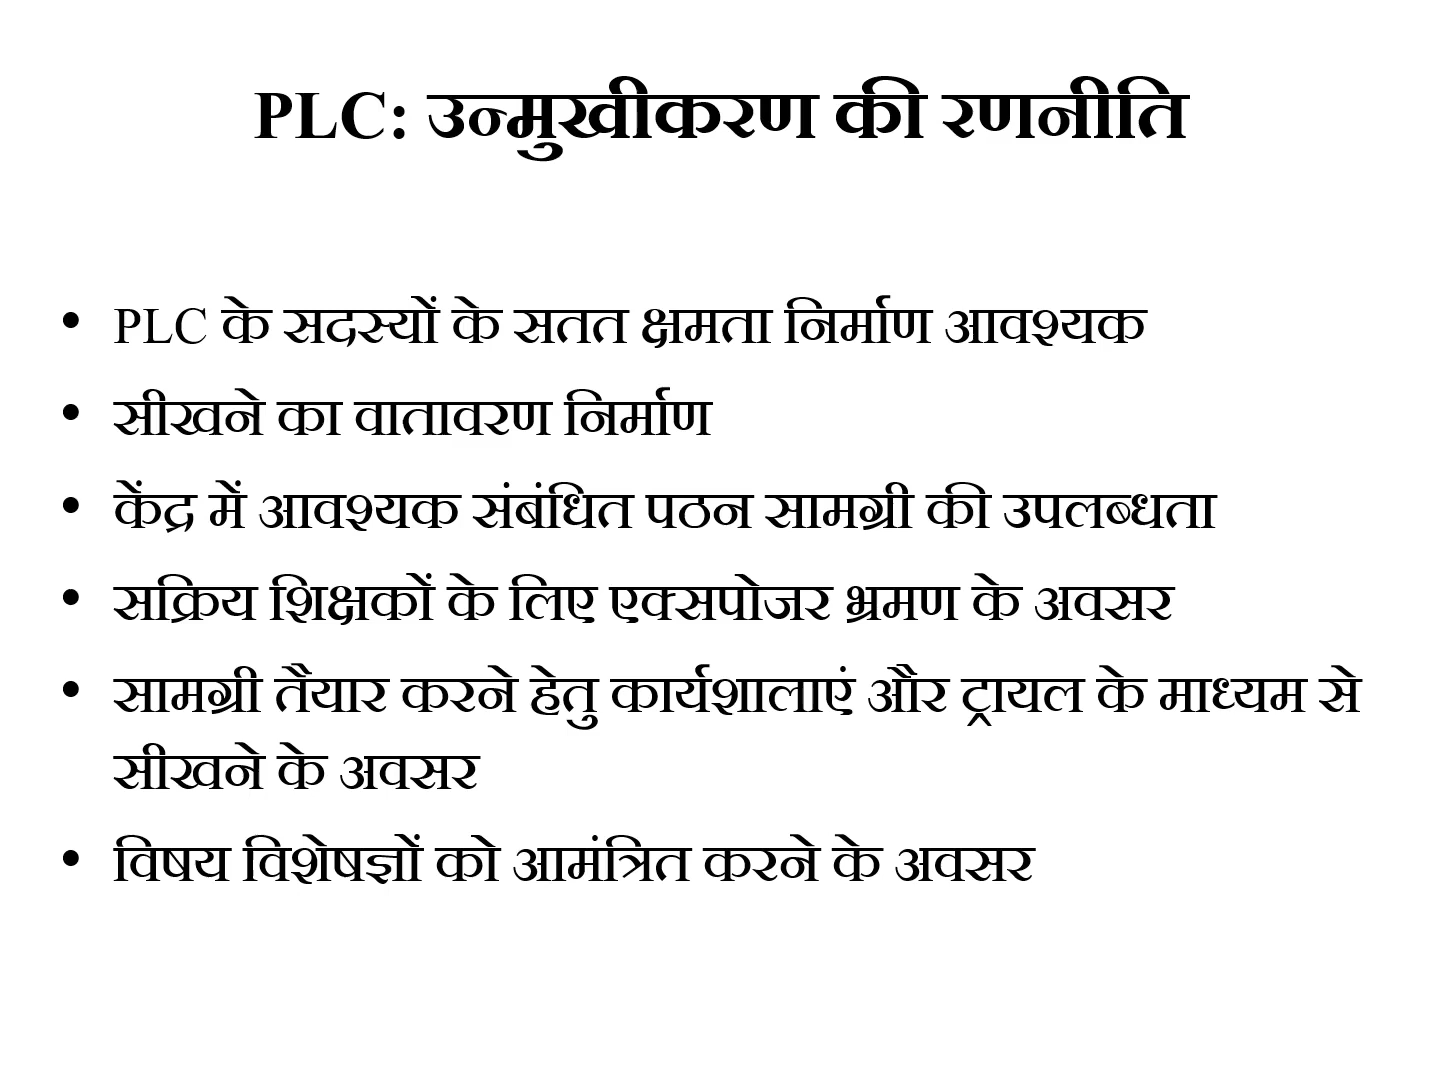 PLC: उन्मुखीकरण की रणनीति
• PLC के सदस्यों के सतत क्षमता निर्माण आवश्यक
• सीखने का वातावरण निर्माण
• केंद्र में आवश्यक संबंधित पठन सामग्री की उपलब्धता
• सक्रिय शिक्षकों के लिए एक्सपोजर भ्रमण के अवसर
• सामग्री तैयार करने हेतु कार्यशालाएं और ट्रायल के माध्यम से
सीखने के अवसर
• विषय विशेषज्ञों को आमंत्रित करने के अवसर